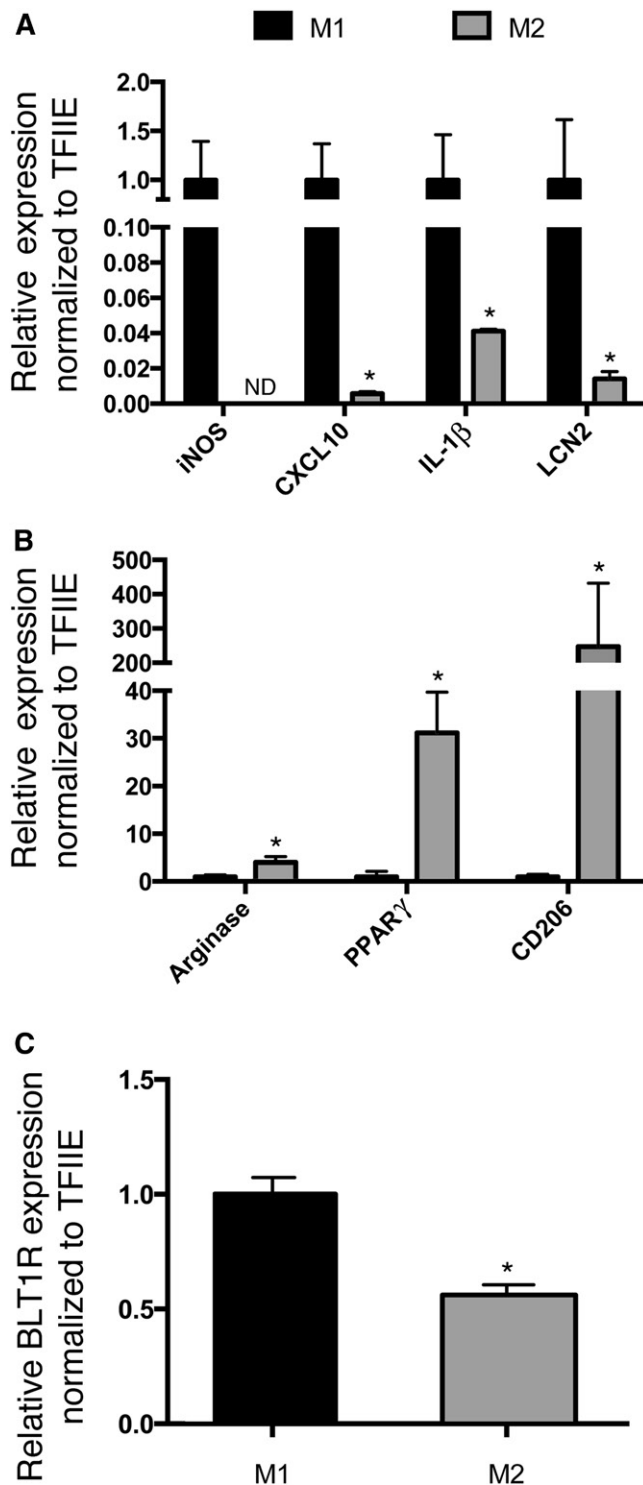 A
M1
M2
Relative expression
normalized to TFIIE
2.0
1.5
1.0
0.10
0.08
0.06
0.04
0.02
0.00
ND
*
*
*
iNOS
CXCL10
IL-1β
LCN2
B
Relative expression
normalized to TFIIE
500
400
300
200
40
30
20
10
0
*
*
*
Arginase
PPARγ
CD206
C
Relative BLT1R expression
normalized to TFIIE
1.5
1.0
0.5
0.0
*
M1
M2